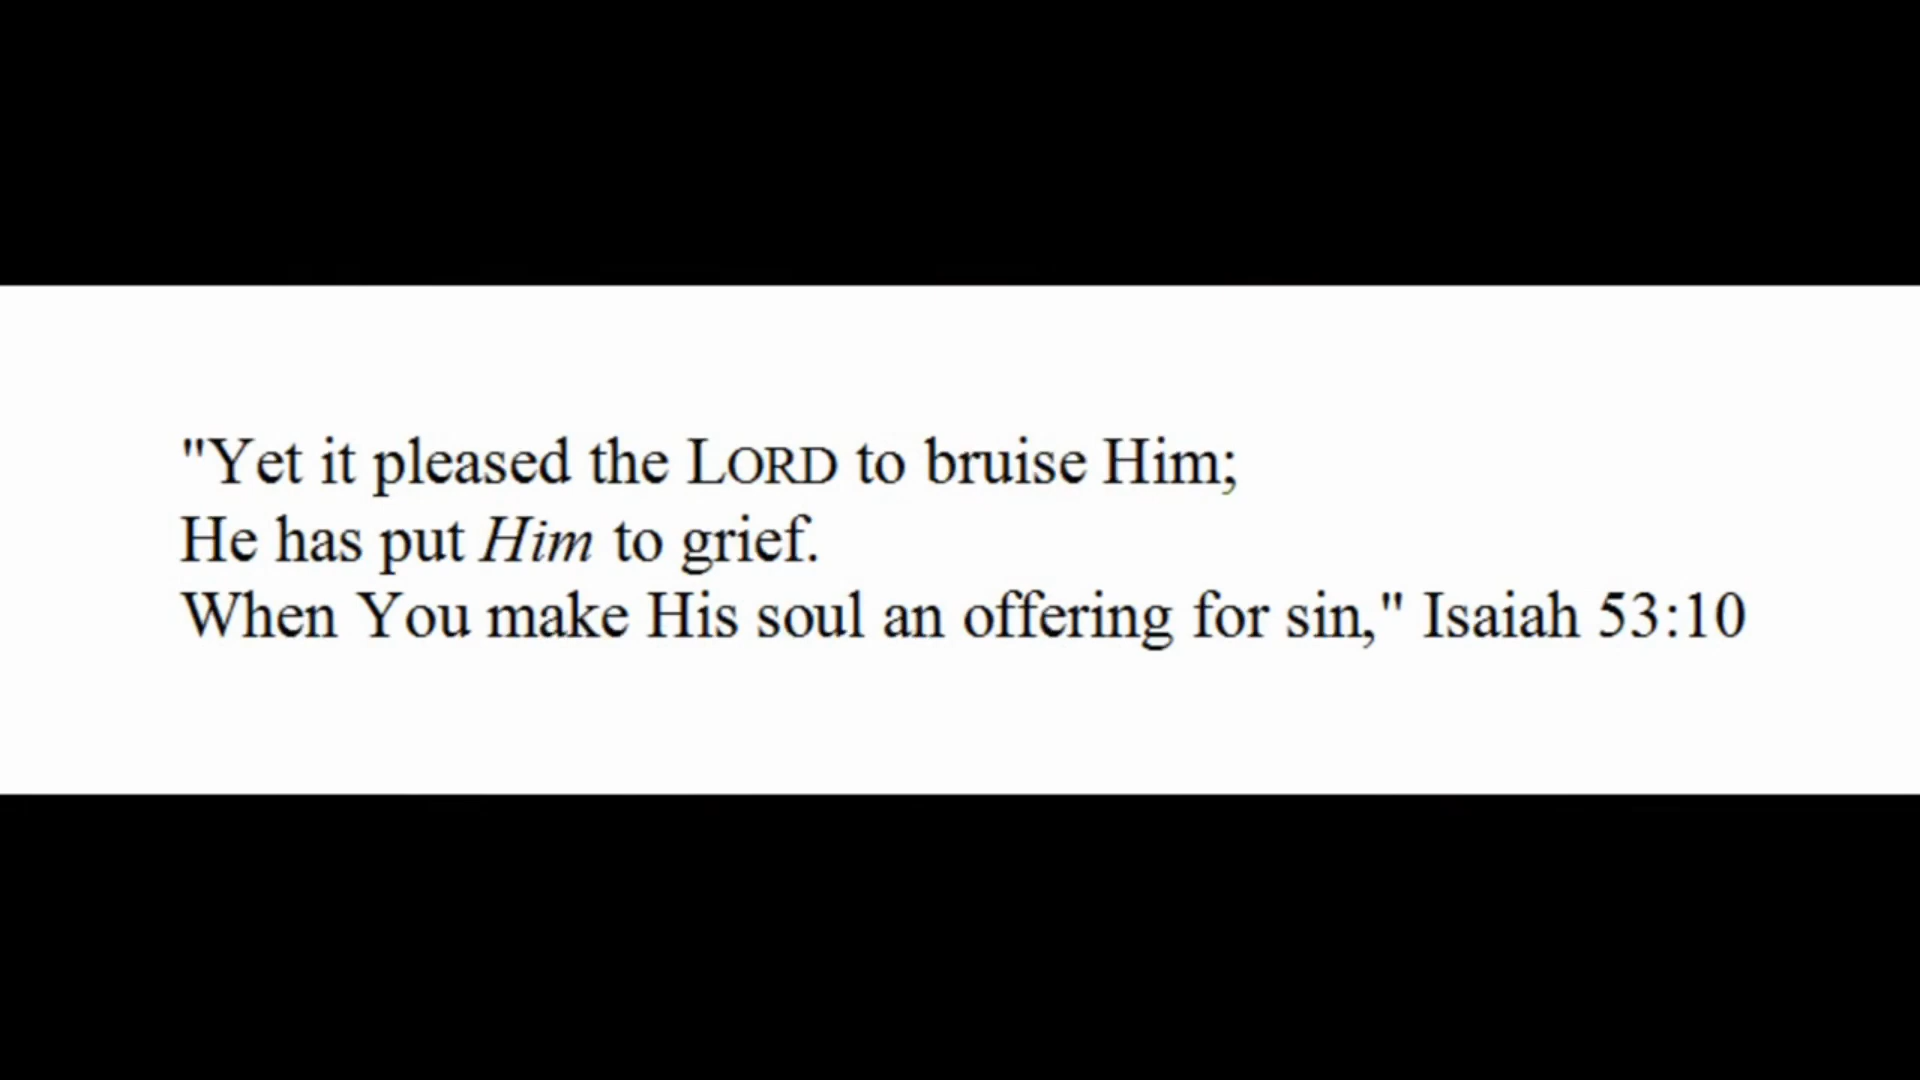 "Yet it pleased the LORD to bruise Him;
He has put Him to grief.
When You make His soul an offering for sin," Isaiah 53:10